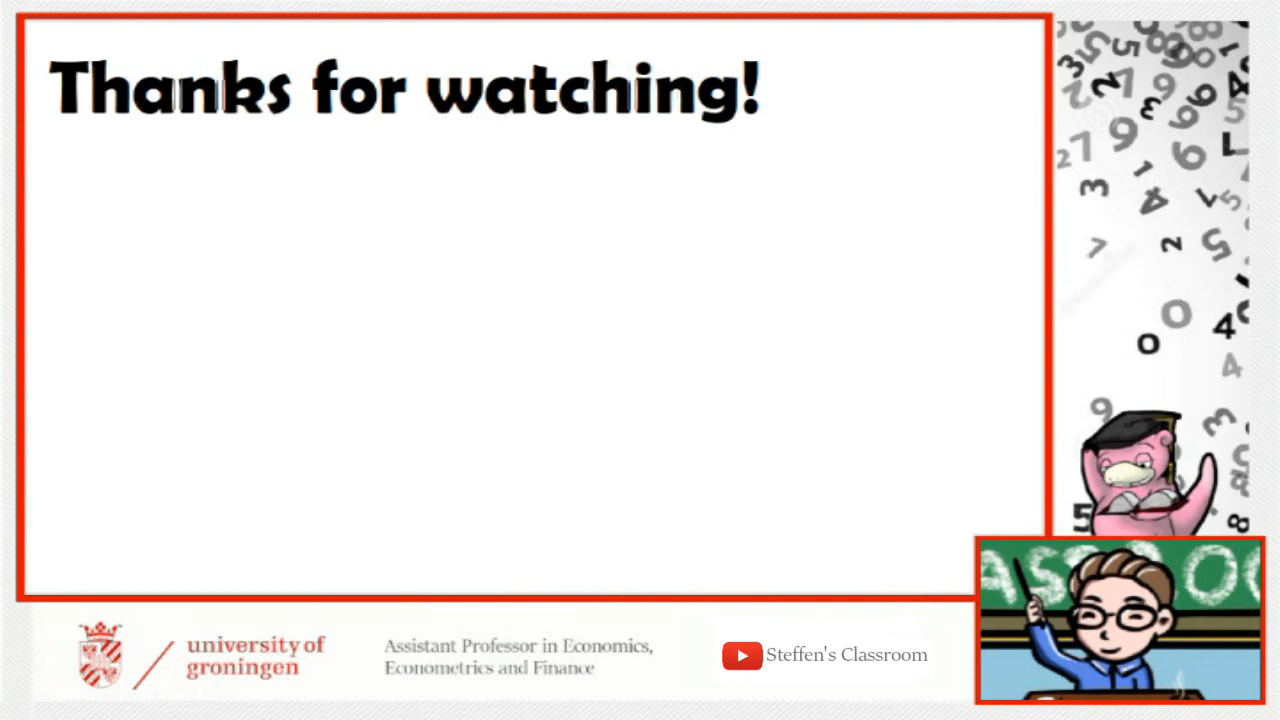 Thanks for watching!
university of
groningen
Assistant Professor in Economics,
Econometrics and Finance
Steffen's Classroom